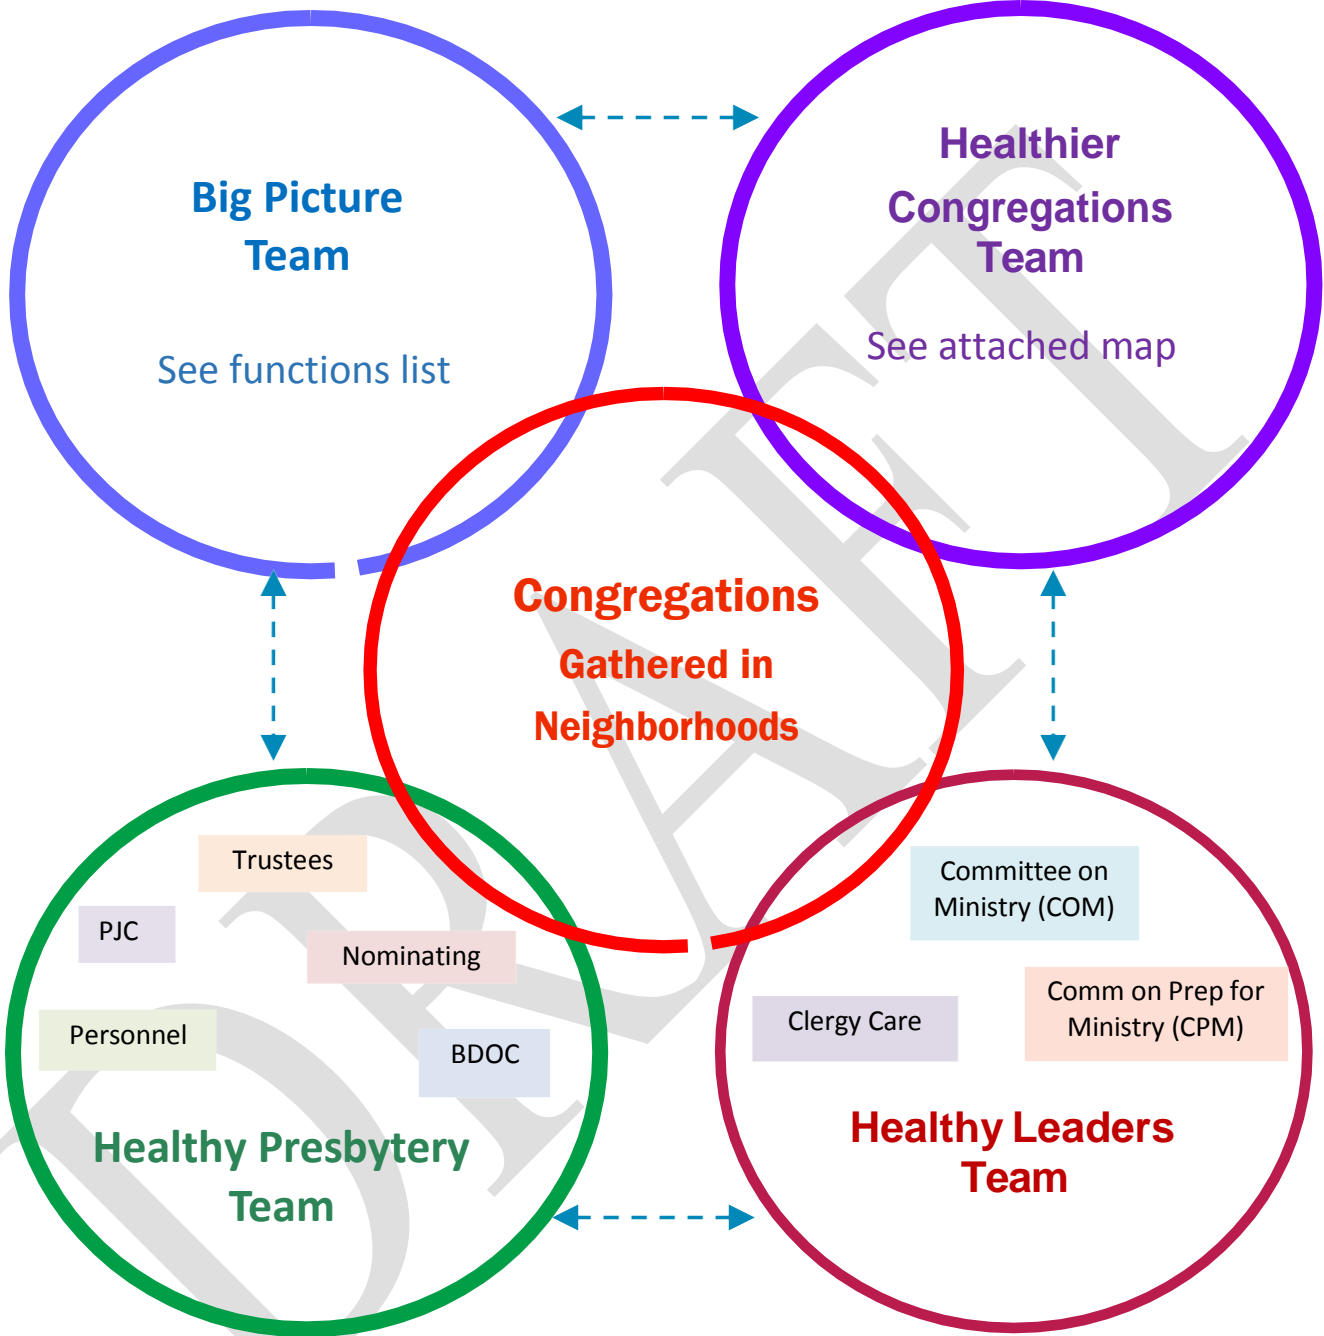 Big Picture
Team
See functions list
Healthier
Congregations
Team
See attached map
Congregations
Gathered in
Neighborhoods
Trustees
PJC
Nominating
Personnel
BDOC
Healthy Presbytery
Team
Committee on
Ministry (COM)
Comm on Prep for
Ministry (CPM)
Clergy Care
Healthy Leaders
Team
DRAFT